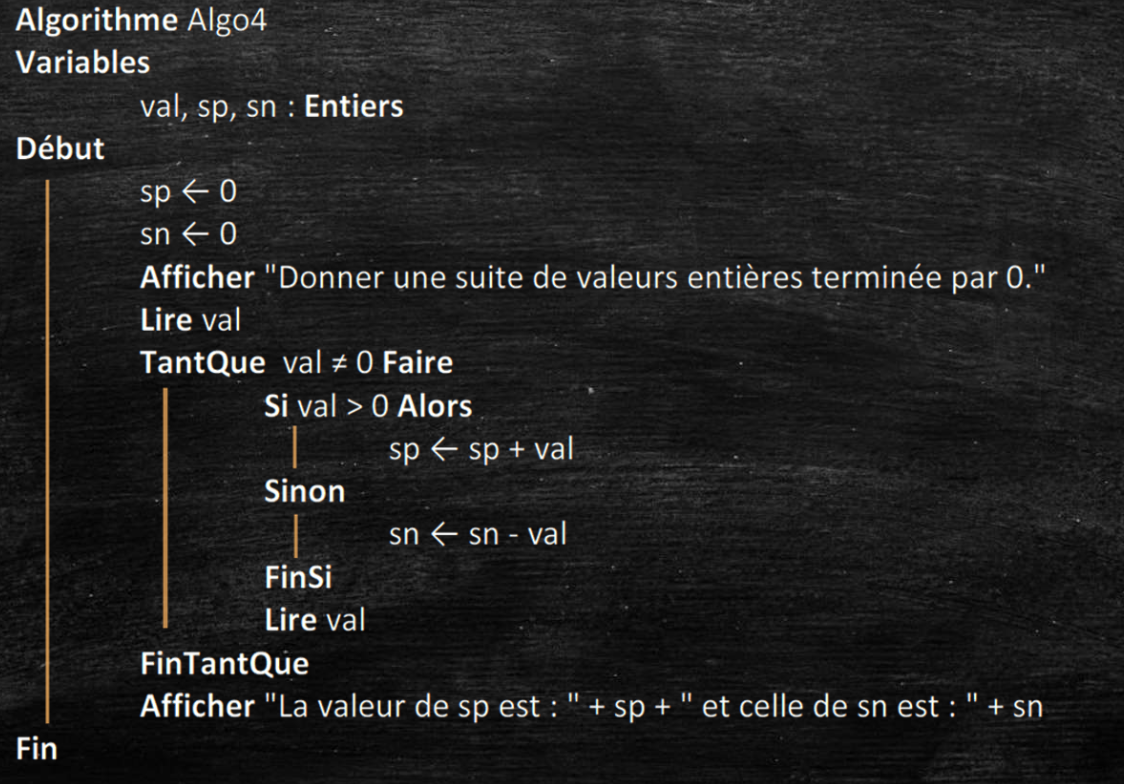 Algorithme Algo4
Variables
val, sp, sn : Entiers
Début
sp ← 0
sn ← 0
Afficher "Donner une suite de valeurs entières terminée par 0."
Lire val
TantQue val ≠ 0 Faire
Si val > 0 Alors
sp ← sp + val
Sinon
sn ← sn - val
FinSi
Lire val
FinTantQue
Afficher "La valeur de sp est : " + sp + " et celle de sn est : " + sn
Fin